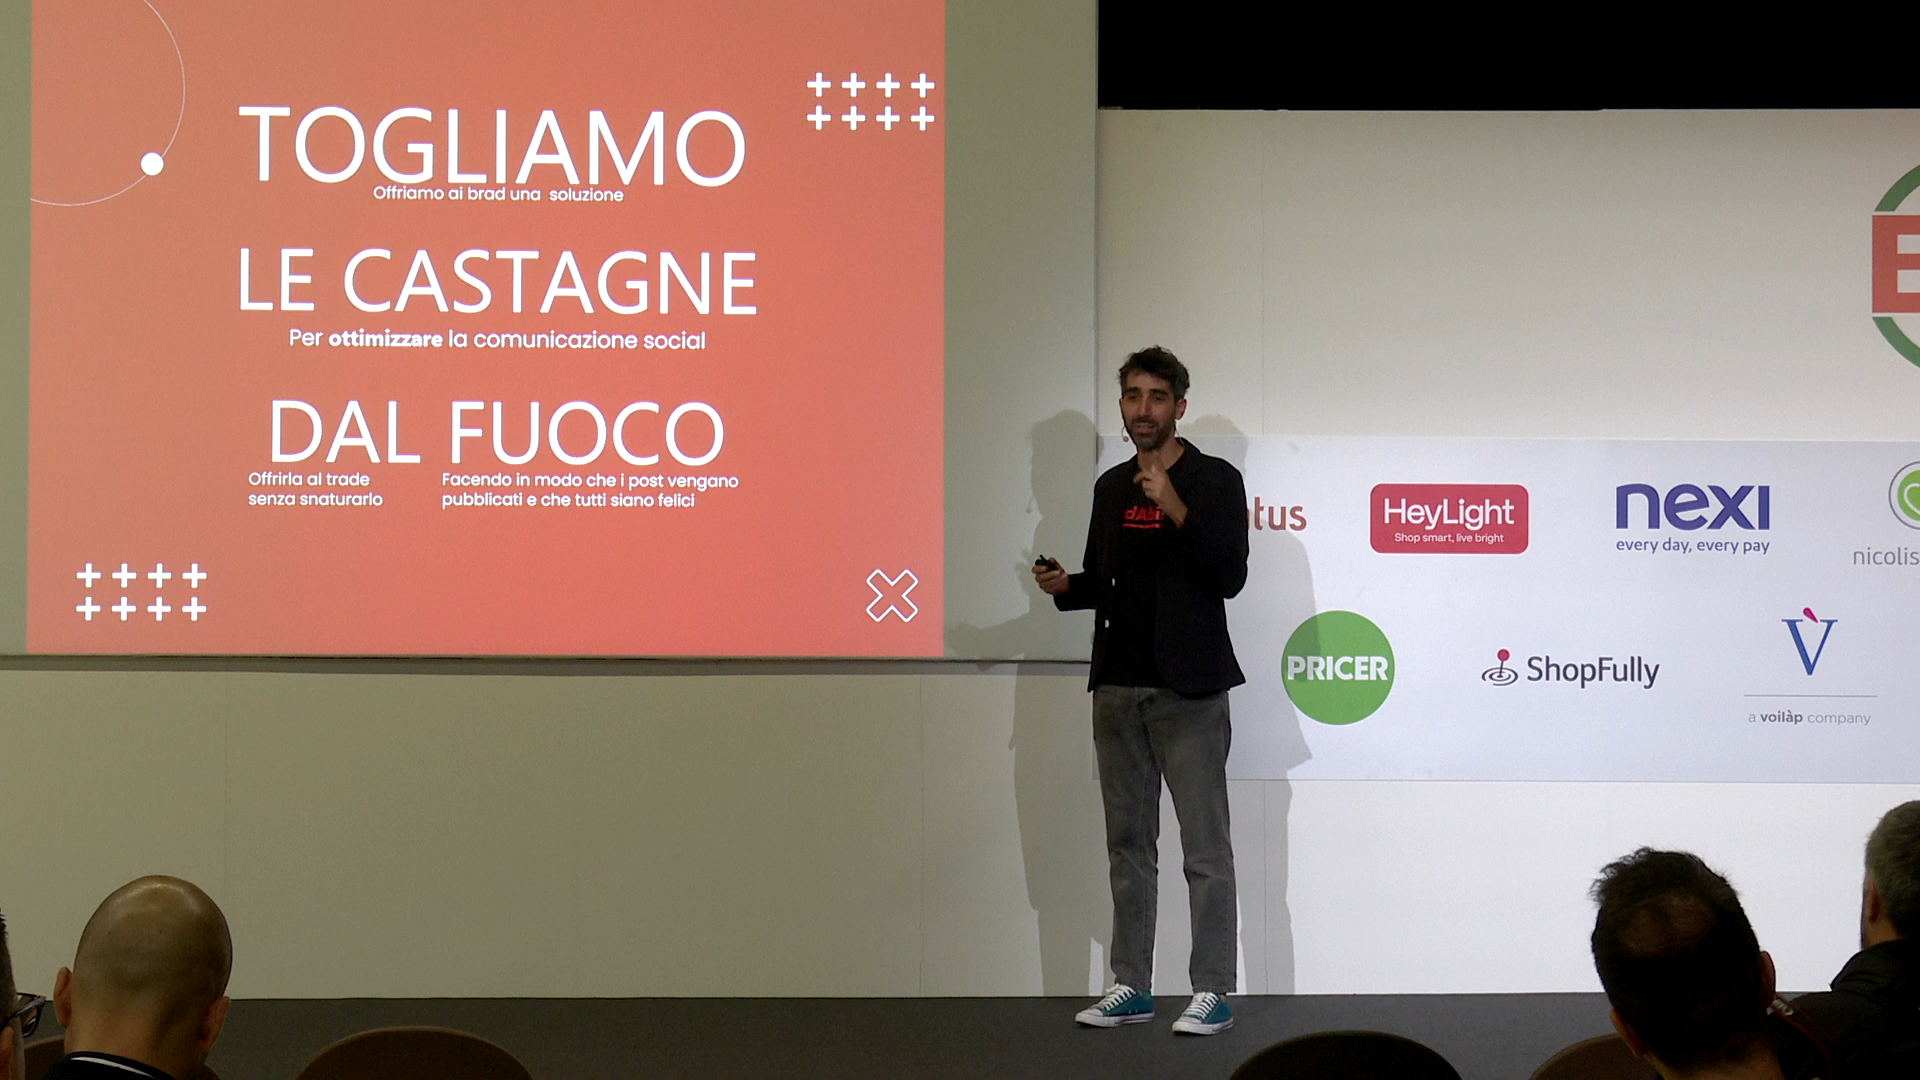 TOGLIAMO
Offriamo ai brad una soluzione
LE CASTAGNE
Per ottimizzare la comunicazione social
DAL FUOCO
Offrirla al trade
senza snaturarlo
Facendo in modo che i post vengano
pubblicati e che tutti siano felici
HeyLight
Shop smart, live bright
nexi
every day, every pay
PRICER
ShopFully
V̀
a voilàp company